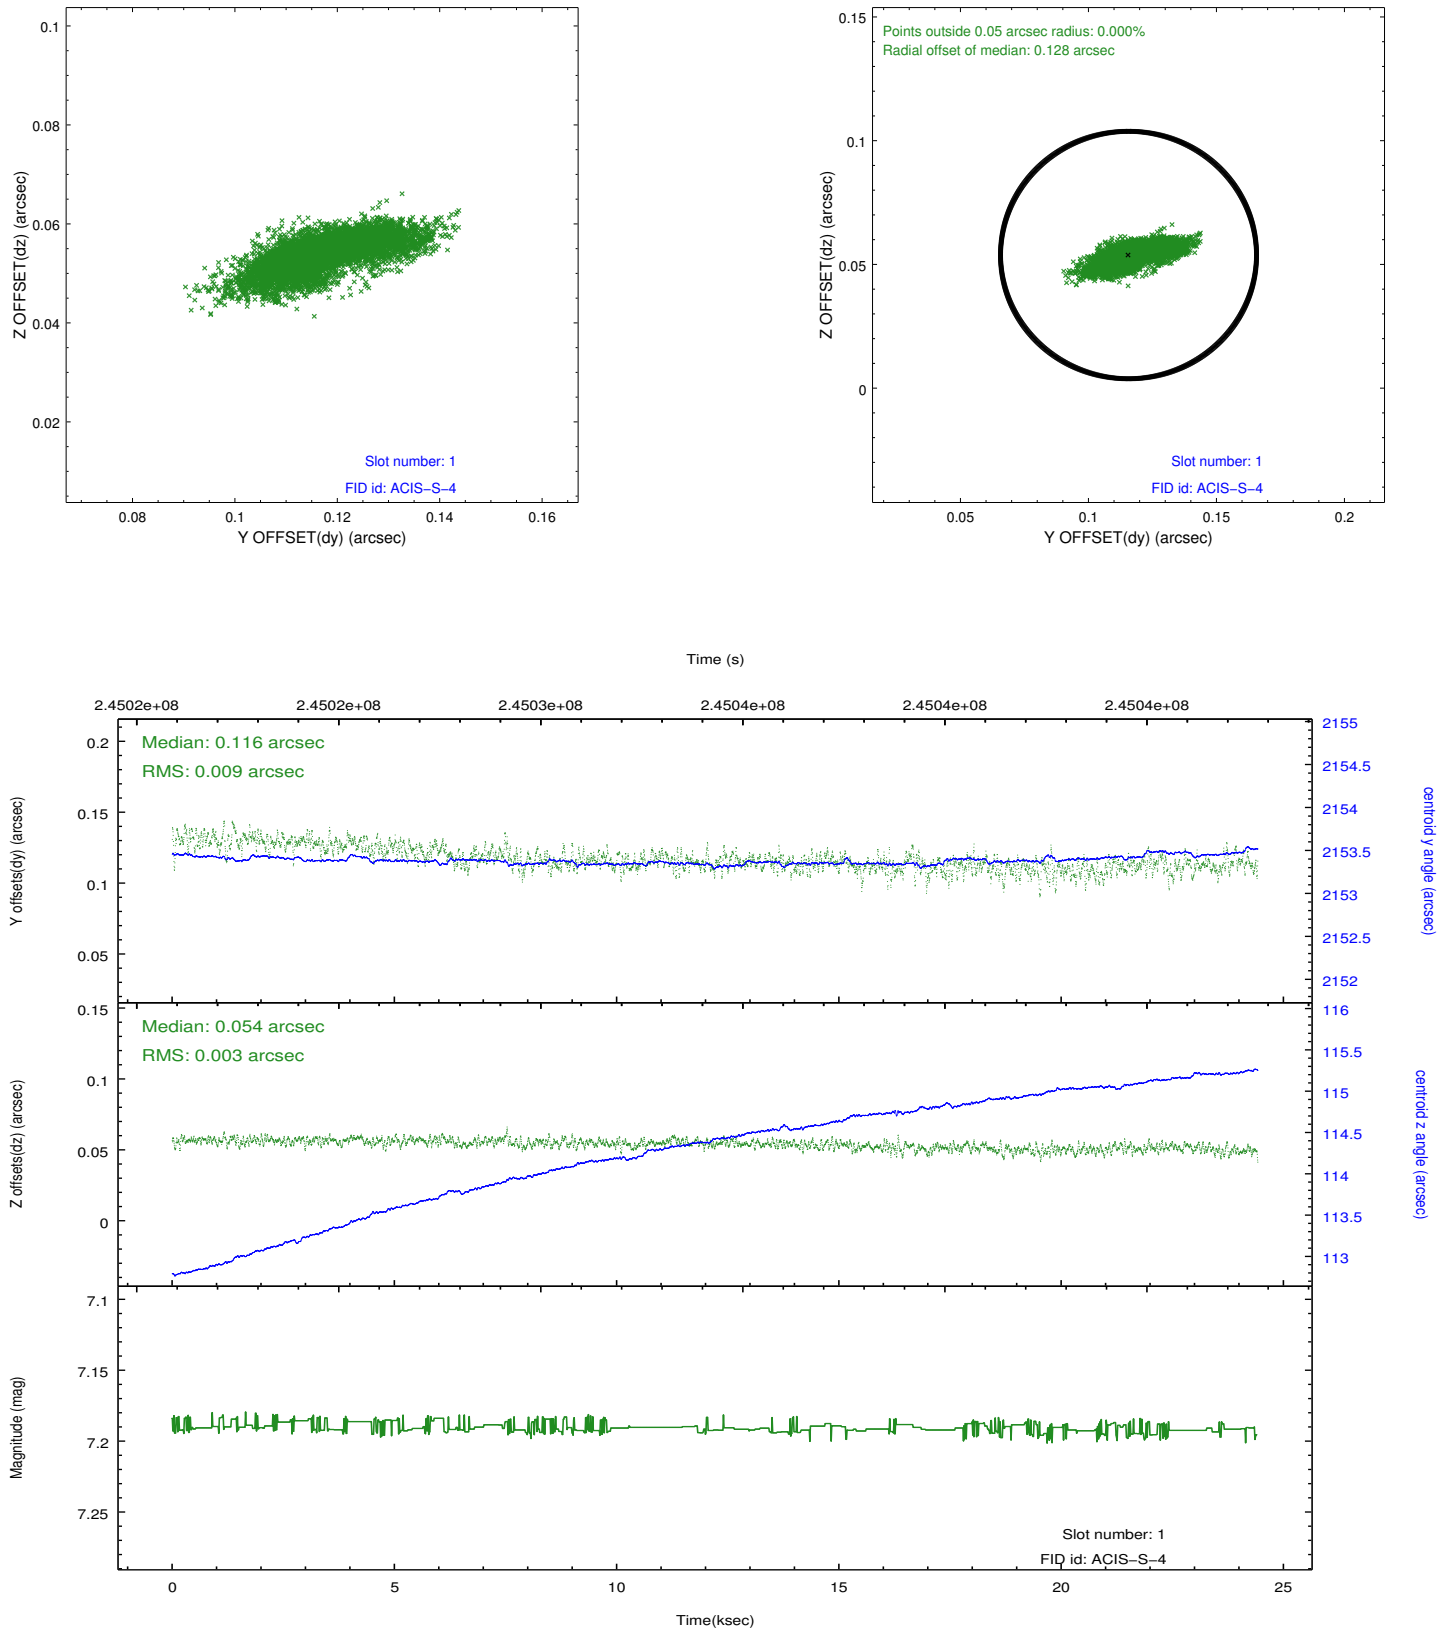 0.1
0.08
0.06
0.04
0.02
Z OFFSET(dz) (arcsec)
Slot number: 1
FID id: ACIS−S−4
0.08 0.1 0.12 0.14 0.16
Y OFFSET(dy) (arcsec)
Points outside 0.05 arcsec radius: 0.000%
Radial offset of median: 0.128 arcsec
0.15
0.1
0.05
0
Z OFFSET(dz) (arcsec)
Slot number: 1
FID id: ACIS−S−4
0.05 0.1 0.15 0.2
Y OFFSET(dy) (arcsec)
Time (s)
2.4502e+08 2.4502e+08 2.4503e+08 2.4504e+08 2.4504e+08 2.4504e+08
Median: 0.116 arcsec
RMS: 0.009 arcsec
0.2
0.15
0.1
0.05
Y offsets(dy) (arcsec)
2155
2154.5
2154
2153.5
2153
2152.5
2152
centroid y angle (arcsec)
Median: 0.054 arcsec
RMS: 0.003 arcsec
0.15
0.1
0.05
0
Z offsets(dz) (arcsec)
116
115.5
115
114.5
114
113.5
113
centroid z angle (arcsec)
7.1
7.15
7.2
7.25
Magnitude (mag)
Slot number: 1
FID id: ACIS−S−4
0 5 10 15 20 25
Time(ksec)